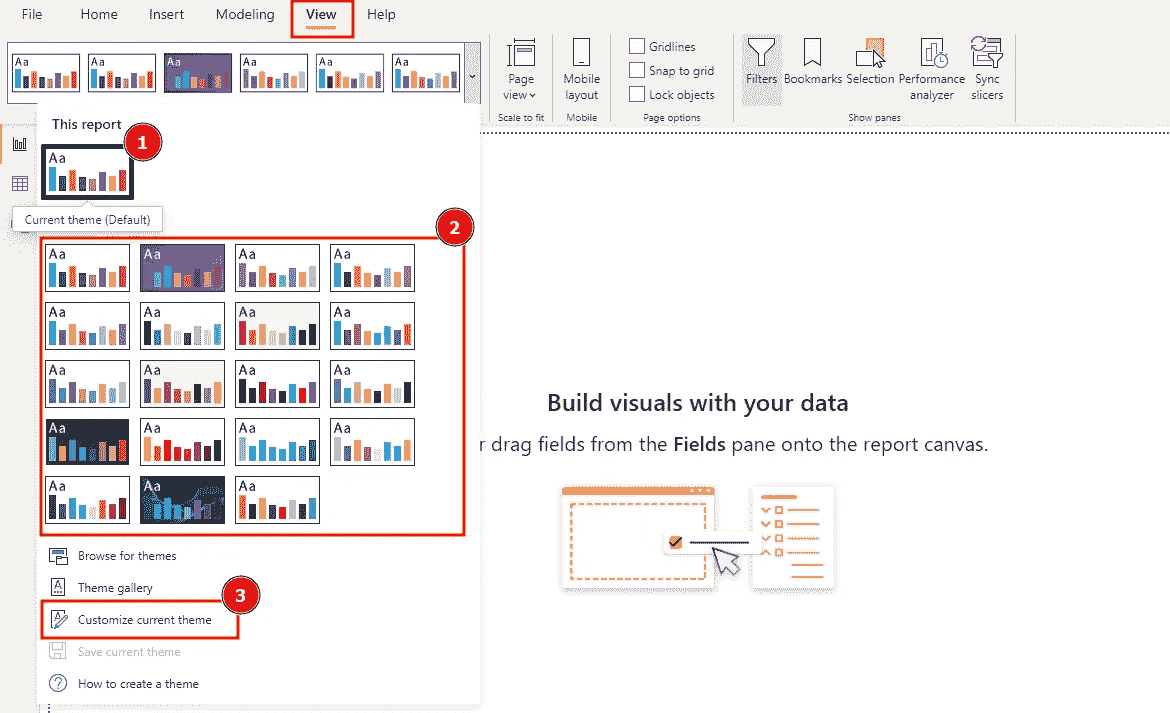 File Home Insert Modeling View Help
Aa Aa Aa Aa Aa Aa
Page view
Mobile layout
Gridlines
Snap to grid
Lock objects
Filters
Bookmarks
Selection
Performance analyzer
Sync slicers
Scale to fit Mobile Page options Show panes
This report
1
Aa
Current theme (Default)
2
Aa Aa Aa Aa
Aa Aa Aa Aa
Aa Aa Aa Aa
Aa Aa Aa Aa
Aa Aa Aa
Build visuals with your data
r drag fields from the Fields pane onto the report canvas.
Browse for themes
Theme gallery
3
Customize current theme
Save current theme
How to create a theme